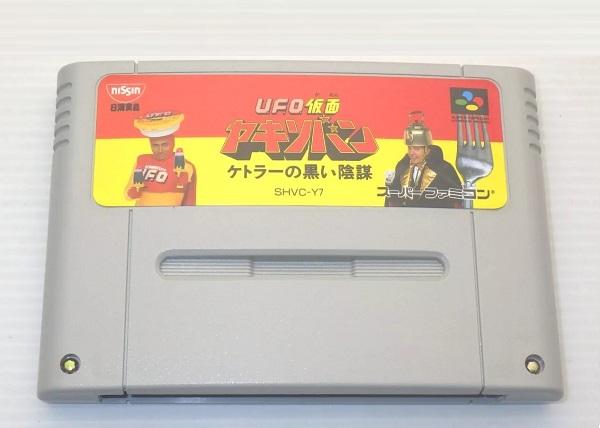 NISSIN
日清食品
UFO
UFO仮面
ヤキソバン
ケトラーの黒い陰謀
SHVC-Y7
スーパーファミコン®